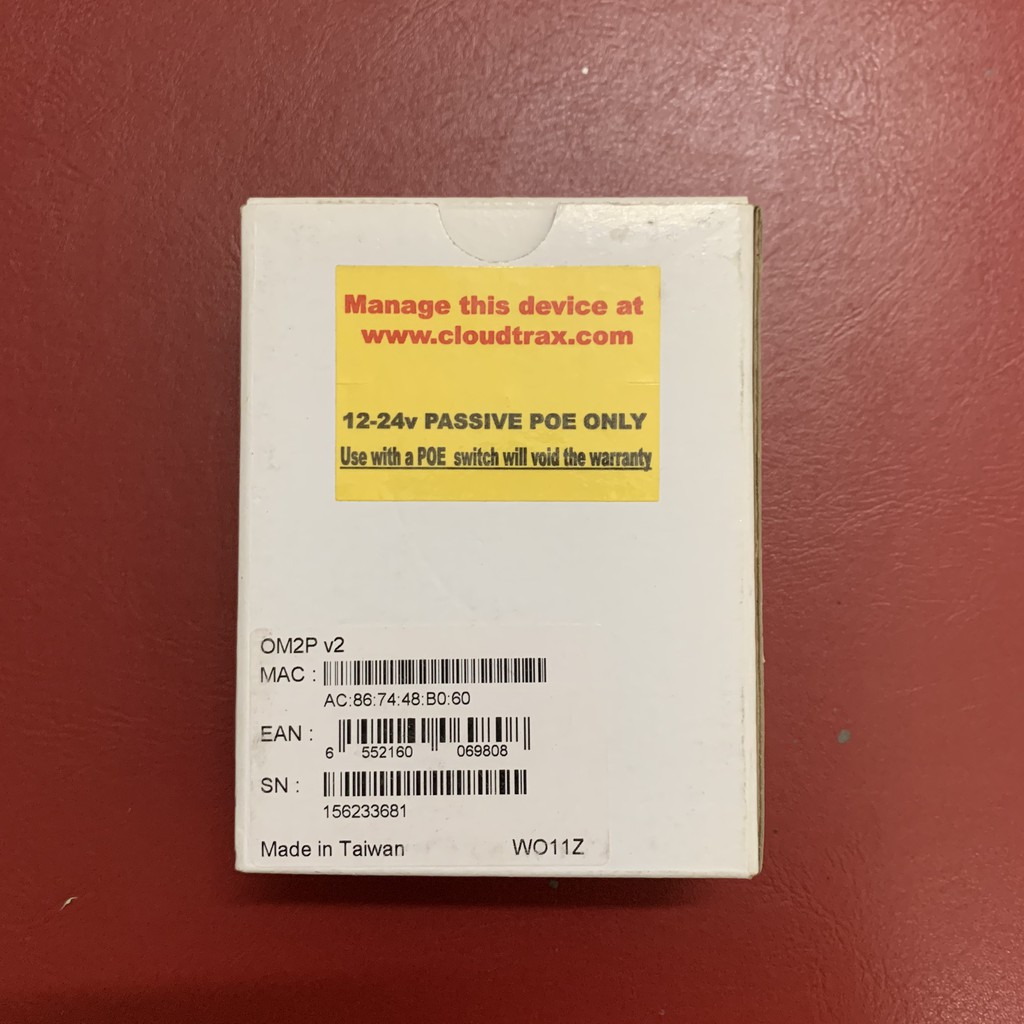 Manage this device at
www.cloudtrax.com
12-24v PASSIVE POE ONLY
Use with a POE switch will void the warranty
OM2P v2
MAC :
AC:86:74:48:B0:60
EAN :
6 552160 069808
SN :
156233681
Made in Taiwan WO11Z